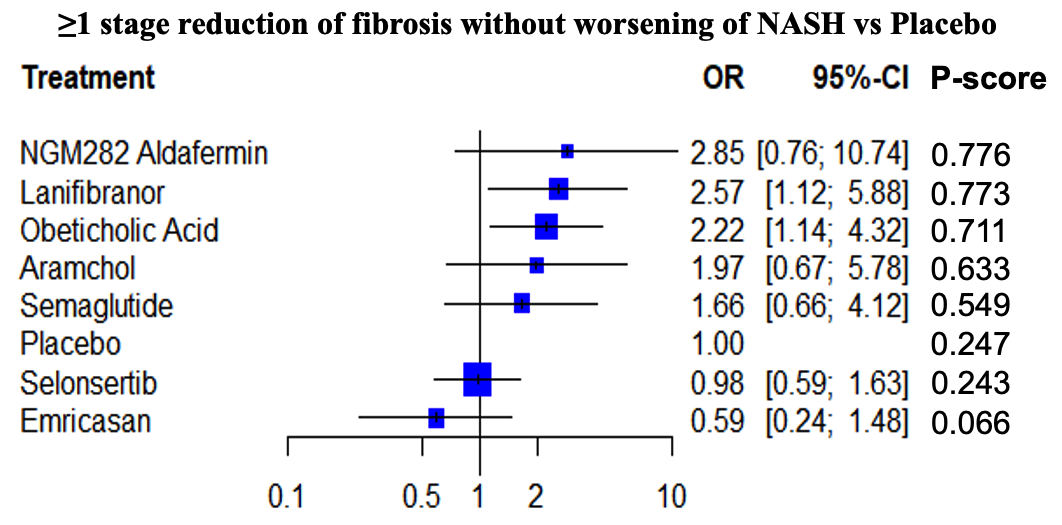 ≥1 stage reduction of fibrosis without worsening of NASH vs Placebo
Treatment OR 95%-CI P-score
NGM282 Aldafermin 2.85 [0.76; 10.74] 0.776
Lanifibranor 2.57 [1.12; 5.88] 0.773
Obeticholic Acid 2.22 [1.14; 4.32] 0.711
Aramchol 1.97 [0.67; 5.78] 0.633
Semaglutide 1.66 [0.66; 4.12] 0.549
Placebo 1.00 0.247
Selonsertib 0.98 [0.59; 1.63] 0.243
Emricasan 0.59 [0.24; 1.48] 0.066
0.1 0.5 1 2 10